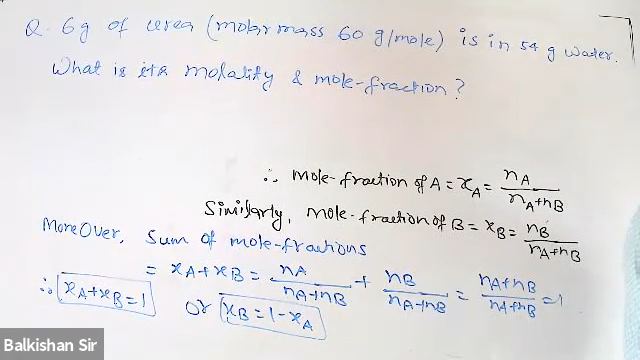 Q. 6g of urea (molar mass 60 g/mole) is in 54 g water.
What is its molality & mole-fraction?
∴ mole-fraction of A = x_A = n_A / n_A+n_B
Similarly, mole-fraction of B = x_B = n_B / n_A+n_B
MoreOver, Sum of mole-fractions
= x_A + x_B = n_A / n_A+n_B + n_B / n_A+n_B = n_A+n_B / n_A+n_B = 1
∴ x_A + x_B = 1 or x_B = 1 - x_A
Balkishan Sir